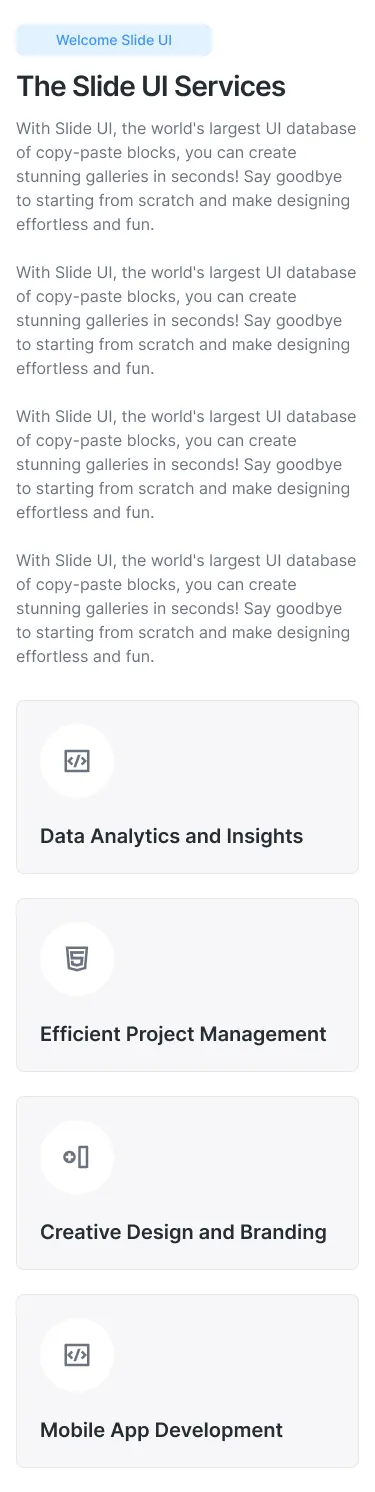 Welcome Slide UI
The Slide UI Services
With Slide UI, the world's largest UI database
of copy-paste blocks, you can create
stunning galleries in seconds! Say goodbye
to starting from scratch and make designing
effortless and fun.
With Slide UI, the world's largest UI database
of copy-paste blocks, you can create
stunning galleries in seconds! Say goodbye
to starting from scratch and make designing
effortless and fun.
With Slide UI, the world's largest UI database
of copy-paste blocks, you can create
stunning galleries in seconds! Say goodbye
to starting from scratch and make designing
effortless and fun.
With Slide UI, the world's largest UI database
of copy-paste blocks, you can create
stunning galleries in seconds! Say goodbye
to starting from scratch and make designing
effortless and fun.
Data Analytics and Insights
Efficient Project Management
Creative Design and Branding
Mobile App Development